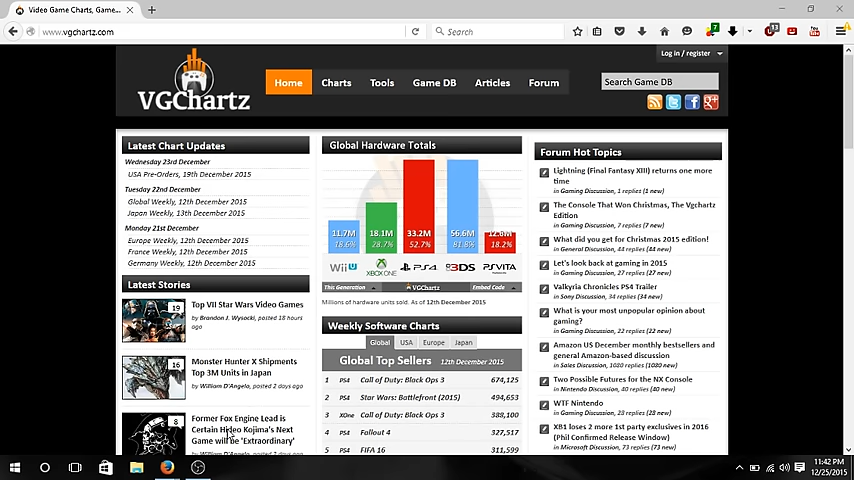 Video Game Charts, Game...
www.vgchartz.com
Search
7
13
Log in / register
VGChartz
Home
Charts
Tools
Game DB
Articles
Forum
Search Game DB
Latest Chart Updates
Wednesday 23rd December
USA Pre-Orders, 19th December 2015
Tuesday 22nd December
Global Weekly, 12th December 2015
Japan Weekly, 13th December 2015
Monday 21st December
Europe Weekly, 12th December 2015
France Weekly, 12th December 2015
Germany Weekly, 12th December 2015
Latest Stories
19
Top VII Star Wars Video Games
by Brandon J. Wysocki, posted 18 hours
ago
16
Monster Hunter X Shipments
Top 3M Units in Japan
by William D'Angelo, posted 2 days ago
8
Former Fox Engine Lead is
Certain Hideo Kojima's Next
Game will be 'Extraordinary'
by William D'Angelo, posted 2 days ago
Global Hardware Totals
11.7M
18.6%
18.1M
28.7%
33.2M
52.7%
56.6M
81.8%
12.6M
18.2%
WiiU
XBOXONE
PS4
3DS
PSVITA
This Generation
VGChartz
Embed Code
Millions of hardware units sold. As of 12th December 2015
Weekly Software Charts
Global
USA
Europe
Japan
Global Top Sellers 12th December 2015
1 PS4 Call of Duty: Black Ops 3 674,125
2 PS4 Star Wars: Battlefront (2015) 494,653
3 XOne Call of Duty: Black Ops 3 388,100
4 PS4 Fallout 4 327,517
5 PS4 FIFA 16 311,599
Forum Hot Topics
Lightning (Final Fantasy XIII) returns one more
time
in Gaming Discussion, 1 replies (1 new)
The Console That Won Christmas, The Vgchartz
Edition
in Gaming Discussion, 7 replies (7 new)
What did you get for Christmas 2015 edition!
in General Discussion, 44 replies (44 new)
Let's look back at gaming in 2015
in Gaming Discussion, 27 replies (27 new)
Valkyria Chronicles PS4 Trailer
in Sony Discussion, 34 replies (34 new)
What is your most unpopular opinion about
gaming?
in Gaming Discussion, 22 replies (22 new)
Amazon US December monthly bestsellers and
general Amazon-based discussion
in Sales Discussion, 1080 replies (1080 new)
Two Possible Futures for the NX Console
in Nintendo Discussion, 40 replies (40 new)
WTF Nintendo
in Gaming Discussion, 28 replies (28 new)
XB1 loses 2 more 1st party exclusives in 2016
(Phil Confirmed Release Window)
in Microsoft Discussion, 73 replies (73 new)
11:42 PM
12/25/2015